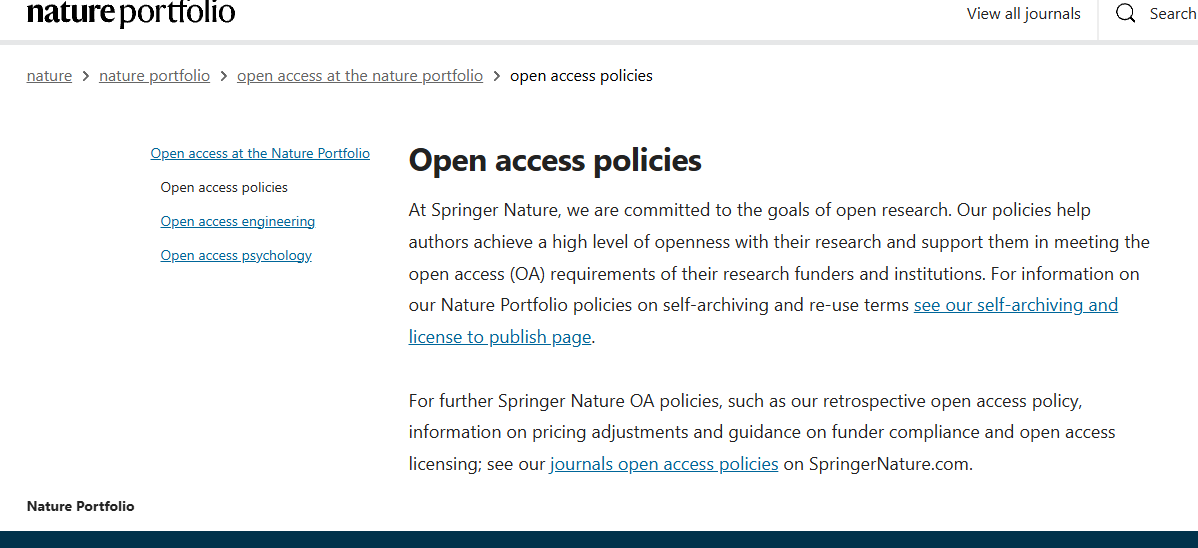 nature portfolio
View all journals
Search
nature > nature portfolio > open access at the nature portfolio > open access policies
Open access at the Nature Portfolio
Open access policies
Open access engineering
Open access psychology
Open access policies
At Springer Nature, we are committed to the goals of open research. Our policies help
authors achieve a high level of openness with their research and support them in meeting the
open access (OA) requirements of their research funders and institutions. For information on
our Nature Portfolio policies on self-archiving and re-use terms see our self-archiving and
license to publish page.
For further Springer Nature OA policies, such as our retrospective open access policy,
information on pricing adjustments and guidance on funder compliance and open access
licensing; see our journals open access policies on SpringerNature.com.
Nature Portfolio